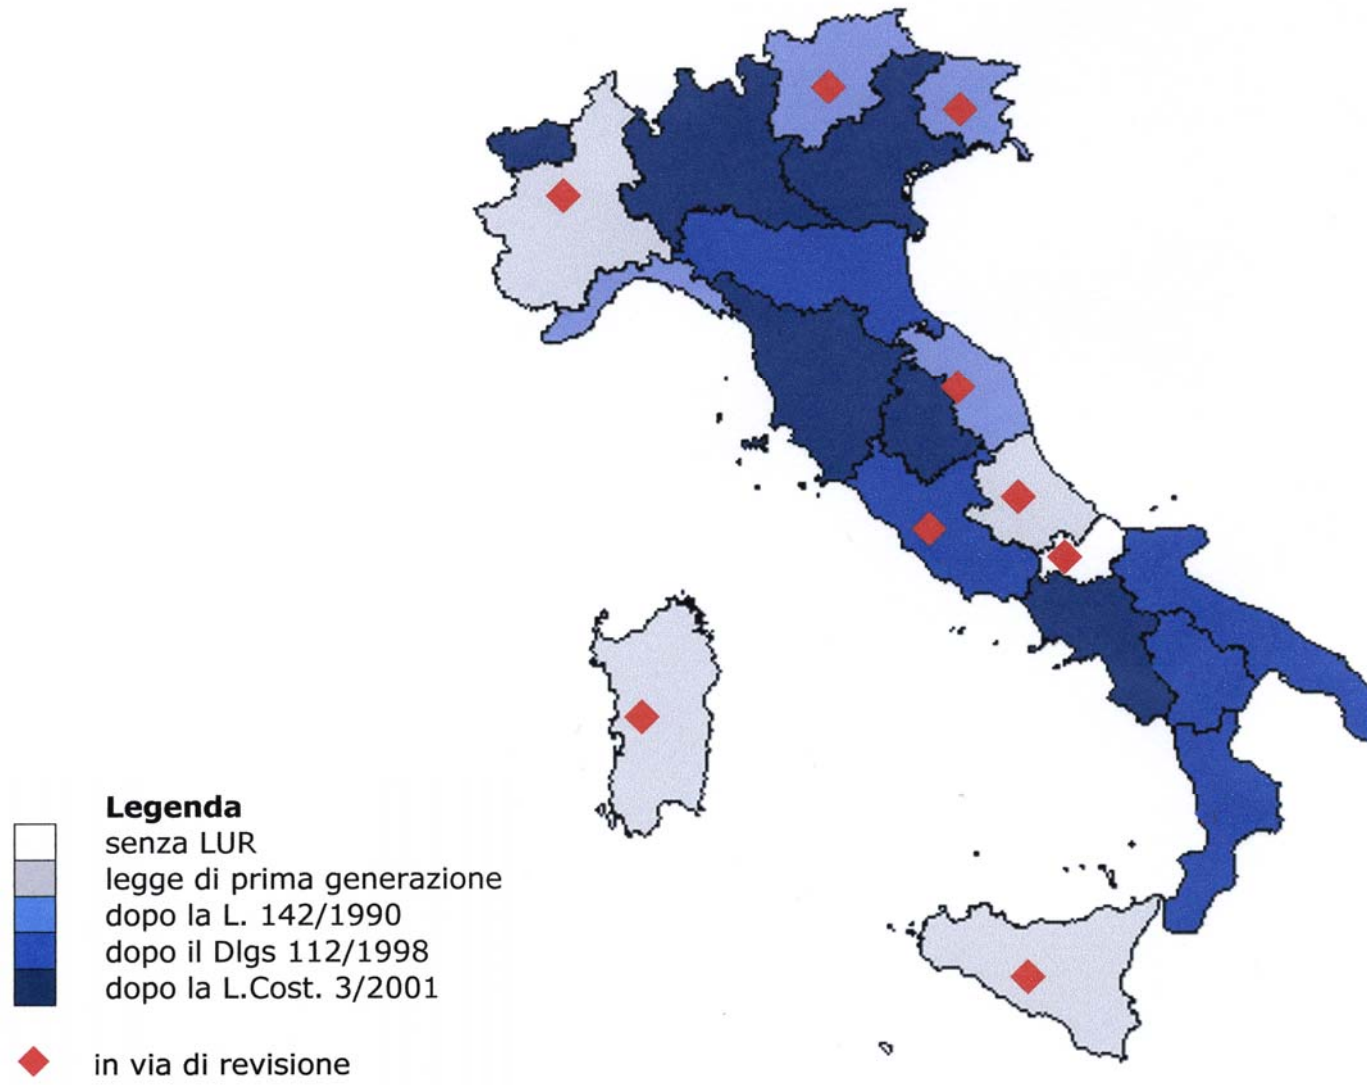 Legenda
senza LUR
legge di prima generazione
dopo la L. 142/1990
dopo il Dlgs 112/1998
dopo la L.Cost. 3/2001
in via di revisione